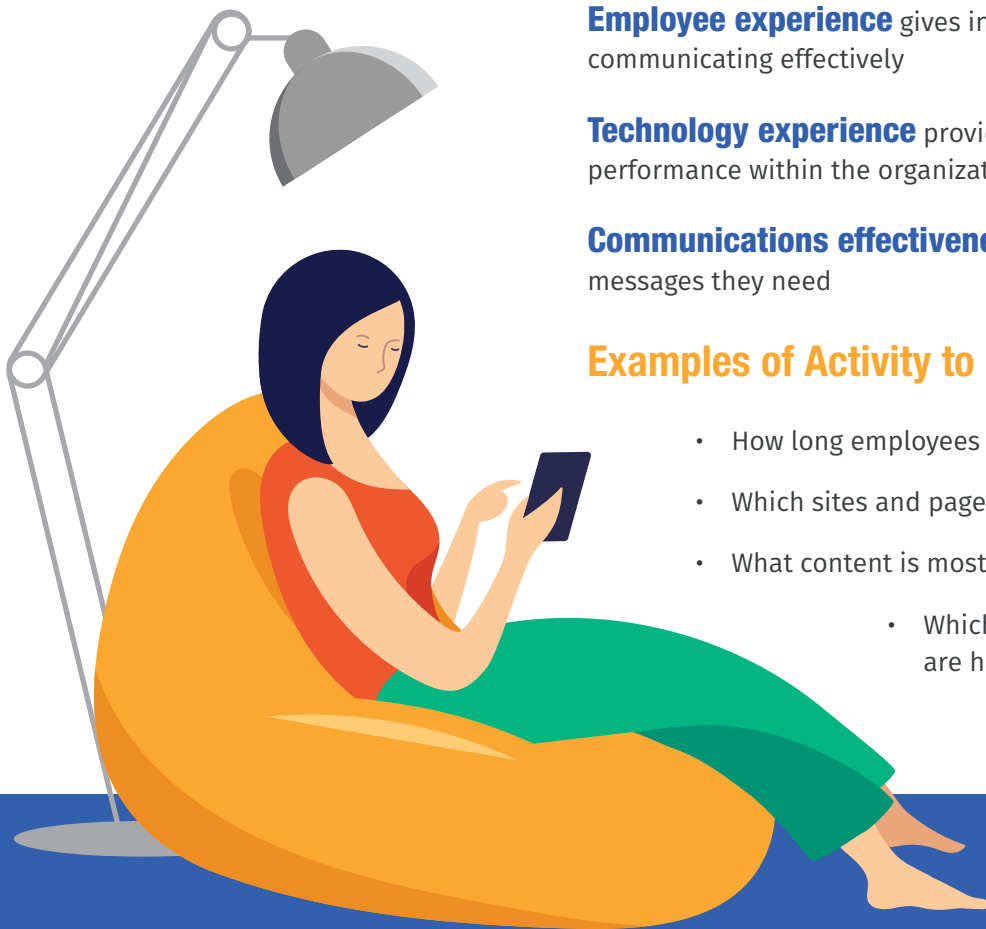 Employee experience gives in
communicating effectively
Technology experience provi
performance within the organizat
Communications effectiven
messages they need
Examples of Activity to
• How long employees
• Which sites and page
• What content is most
• Which
are h